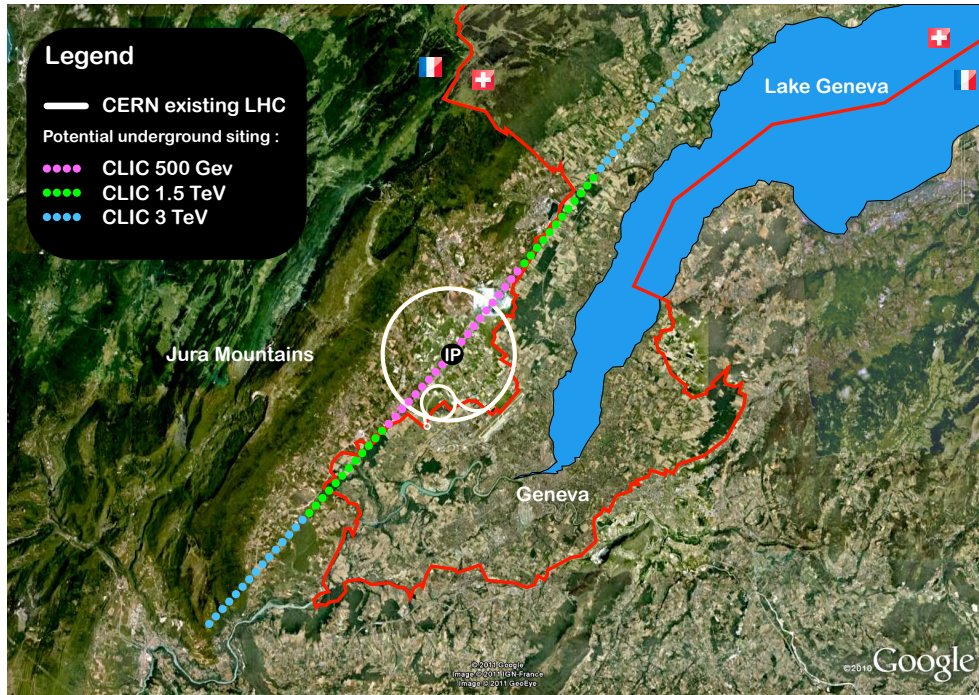 Legend
CERN existing LHC
Potential underground siting :
CLIC 500 Gev
CLIC 1.5 TeV
CLIC 3 TeV
Lake Geneva
IP
Jura Mountains
Geneva
©2011 Google
Image © 2011 IGN-France
Image © 2011 GeoEye
©2010 Google